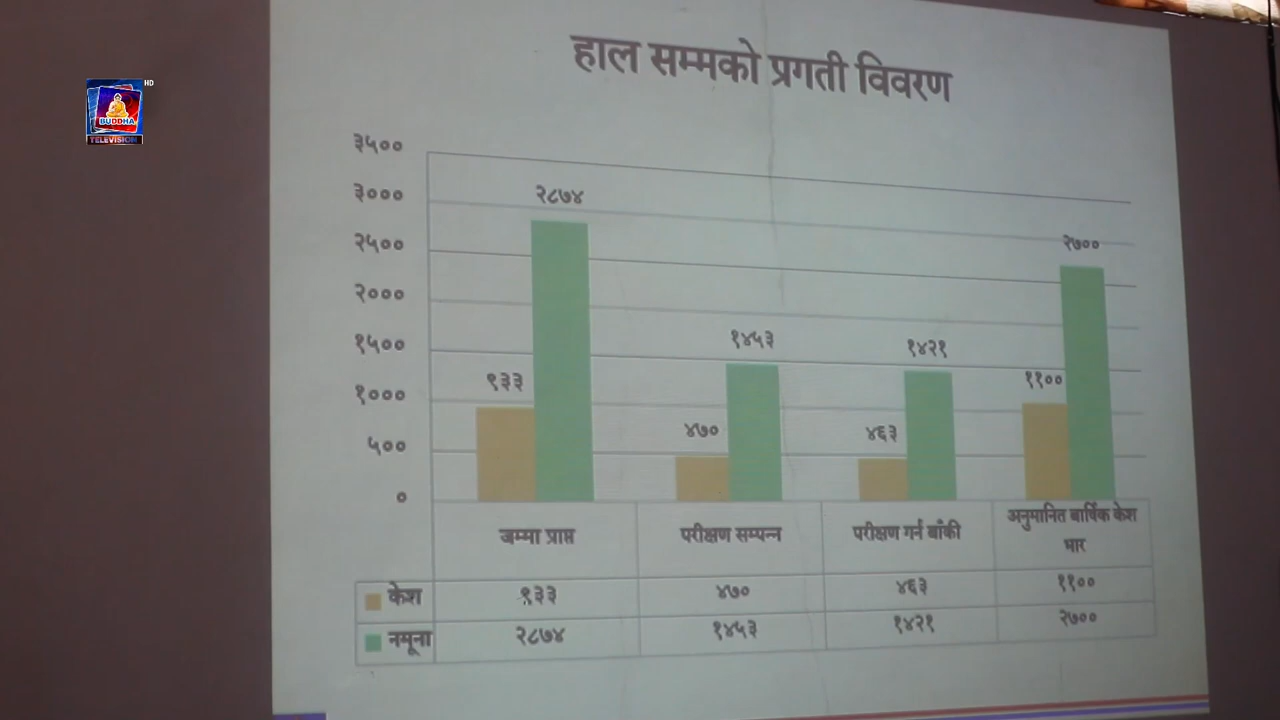 HD
BUDDHA
TELEVISION
हाल सम्मको प्रगती विवरण
३५००
३०००
२५००
२०००
१५००
१०००
५००
०
९३३
२८७४
४७०
१४५३
४६३
१४२१
११००
२७००
जम्मा प्राप्त
परीक्षण सम्पन्न
परीक्षण गर्न बाँकी
अनुमानित बार्षिक केश
भार
केश ९३३ ४७० ४६३ ११००
नमूना २८७४ १४५३ १४२१ २७००